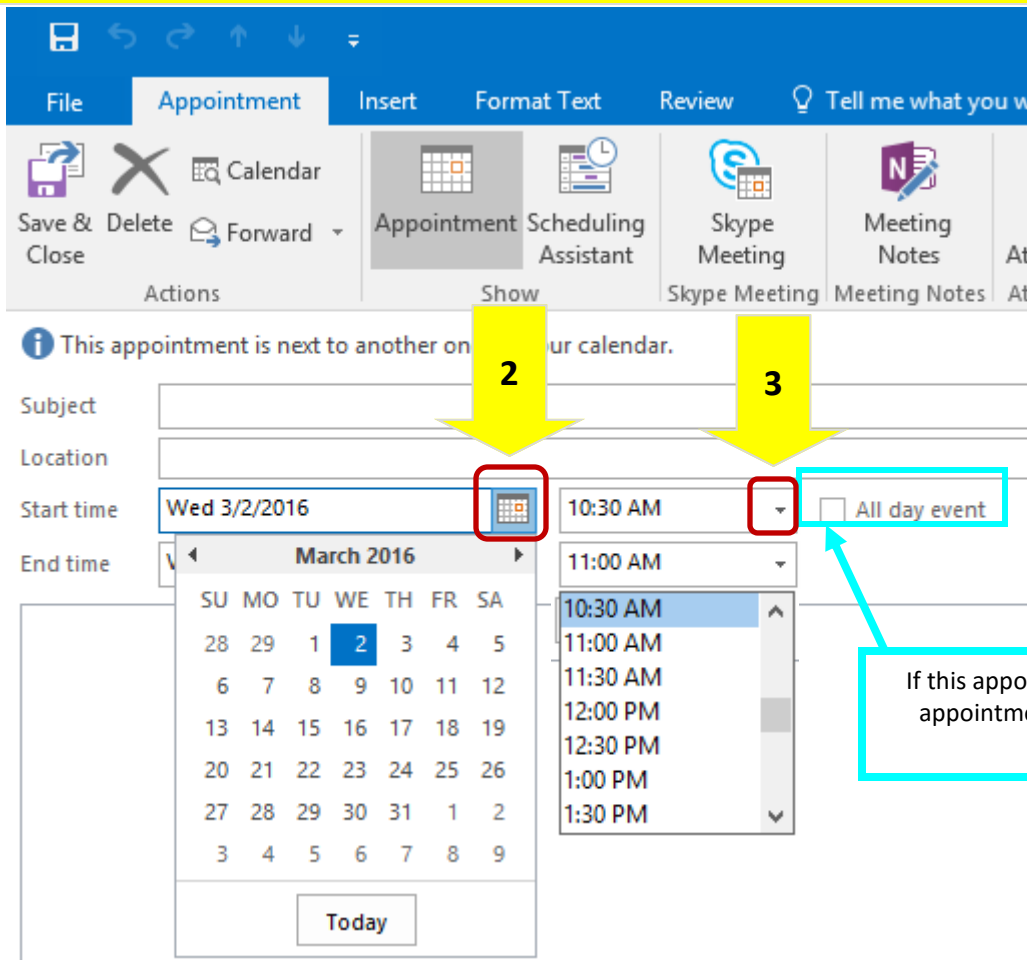 File Appointment Insert Format Text Review Tell me what you w
Save & Close Delete Calendar Forward Appointment Scheduling Assistant Skype Meeting Meeting Notes At
Actions Show Skype Meeting Meeting Notes At
This appointment is next to another on ur calendar.
2
3
Subject
Location
Start time Wed 3/2/2016 10:30 AM All day event
End time 11:00 AM
March 2016
SU MO TU WE TH FR SA
28 29 1 2 3 4 5
6 7 8 9 10 11 12
13 14 15 16 17 18 19
20 21 22 23 24 25 26
27 28 29 30 31 1 2
3 4 5 6 7 8 9
Today
10:30 AM
11:00 AM
11:30 AM
12:00 PM
12:30 PM
1:00 PM
1:30 PM
If this appo
appointme